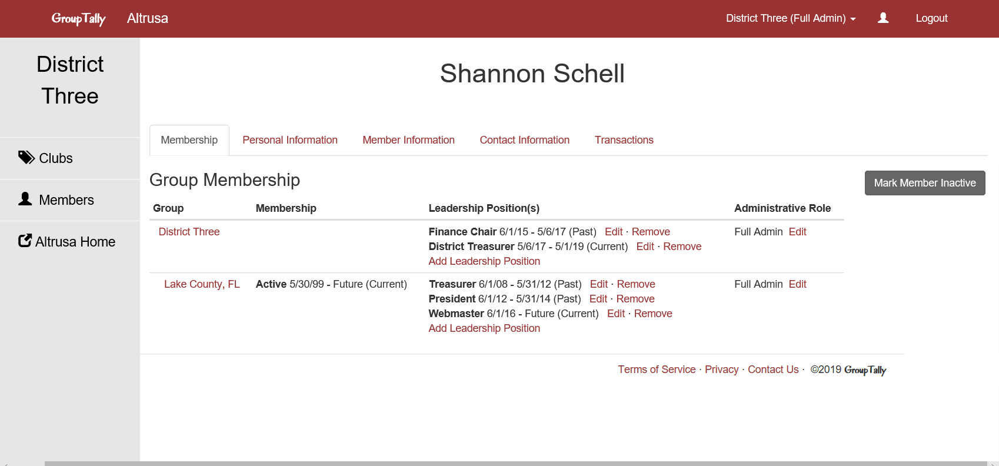 GroupTally Altrusa District Three (Full Admin) Logout
District
Three
Clubs
Members
Altrusa Home
Shannon Schell
Membership Personal Information Member Information Contact Information Transactions
Group Membership
Mark Member Inactive
Group Membership Leadership Position(s) Administrative Role
District Three Finance Chair 6/1/15 - 5/6/17 (Past) Edit · Remove Full Admin Edit
District Treasurer 5/6/17 - 5/1/19 (Current) Edit · Remove
Add Leadership Position
Lake County, FL Active 5/30/99 - Future (Current) Treasurer 6/1/08 - 5/31/12 (Past) Edit · Remove Full Admin Edit
President 6/1/12 - 5/31/14 (Past) Edit · Remove
Webmaster 6/1/16 - Future (Current) Edit · Remove
Add Leadership Position
Terms of Service · Privacy · Contact Us · ©2019 GroupTally